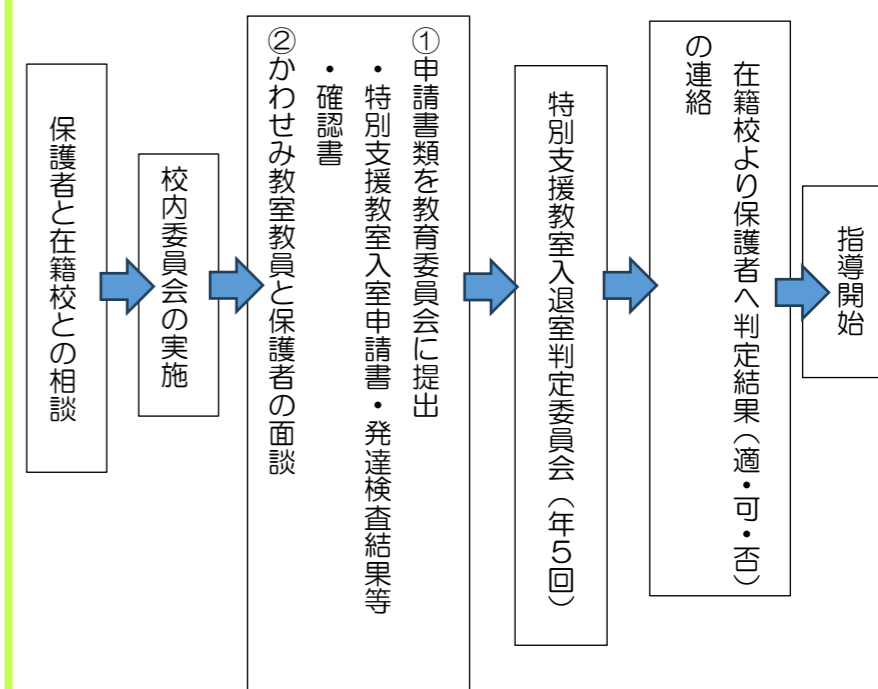 保護者と在籍校との相談
校内委員会の実施
①申請書類を教育委員会に提出
・特別支援教室入室申請書・発達検査結果等
・確認書
②かわせみ教室教員と保護者の面談
特別支援教室入退室判定委員会（年５回）
在籍校より保護者へ判定結果（適・可・否）
の連絡
指導開始